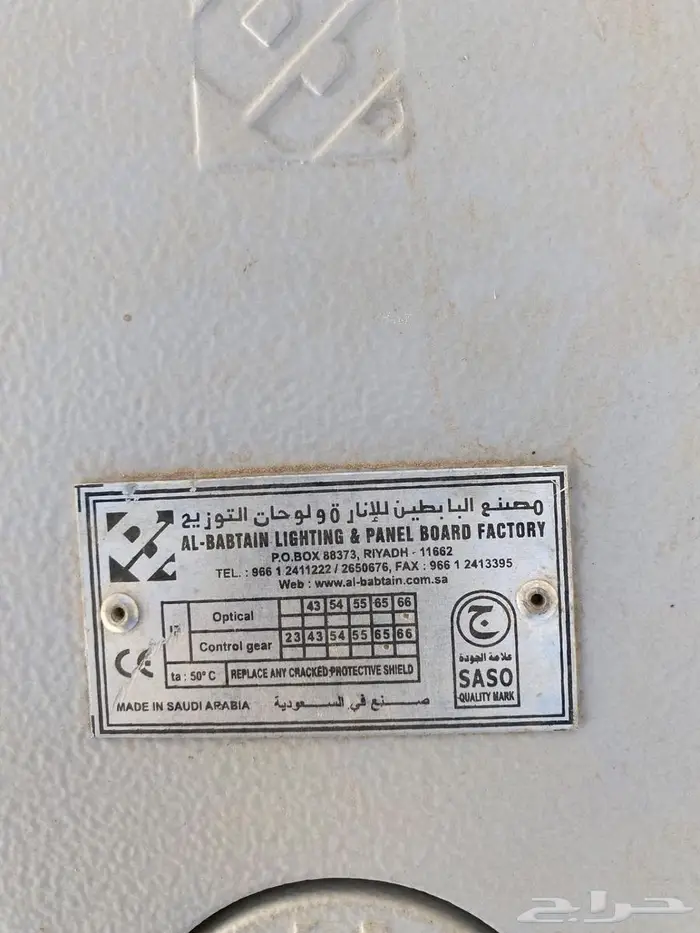 مصنع البابطين للإنارة ولوحات التوزيع
AL-BABTAIN LIGHTING & PANEL BOARD FACTORY
P.O.BOX 88373, RIYADH - 11662
TEL. : 966 1 2411222 / 2650676, FAX : 966 1 2413395
Web : www.al-babtain.com.sa
IP
Optical 43 54 55 65 66
Control gear 23 43 54 55 65 66
CE
ta : 50° C REPLACE ANY CRACKED PROTECTIVE SHIELD
ج
علامة الجودة
SASO
QUALITY MARK
MADE IN SAUDI ARABIA صنع في السعودية
حراج